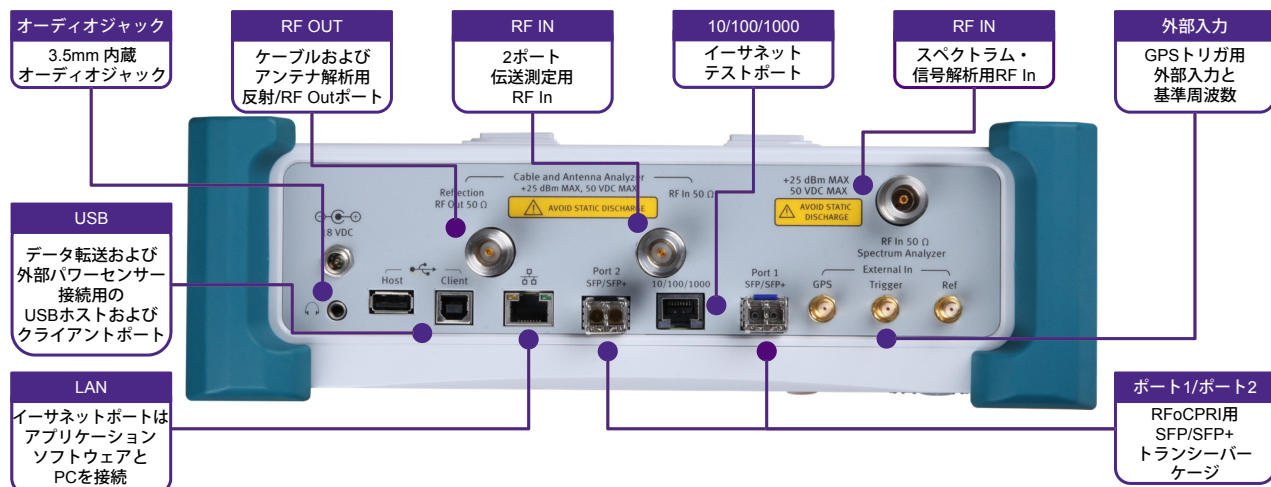 オーディオジャック
3.5mm 内蔵
オーディオジャック
RF OUT
ケーブルおよび
アンテナ解析用
反射/RF Outポート
RF IN
2ポート
伝送測定用
RF In
10/100/1000
イーサネット
テストポート
RF IN
スペクトラム・
信号解析用RF In
外部入力
GPSトリガ用
外部入力と
基準周波数
USB
データ転送および
外部パワーセンサー
接続用の
USBホストおよび
クライアントポート
LAN
イーサネットポートは
アプリケーション
ソフトウェアと
PCを接続
ポート1/ポート2
RFoCPRI用
SFP/SFP+
トランシーバー
ケージ
Cable and Antenna Analyzer
+25 dBm MAX, 50 VDC MAX
Reflection
RF Out 50 Ω
AVOID STATIC DISCHARGE
RF In 50 Ω
+25 dBm MAX
50 VDC MAX
AVOID STATIC
DISCHARGE
RF In 50 Ω
Spectrum Analyzer
18 VDC
Host
Client
Port 2
SFP/SFP+
10/100/1000
Port 1
SFP/SFP+
External In
GPS
Trigger
Ref